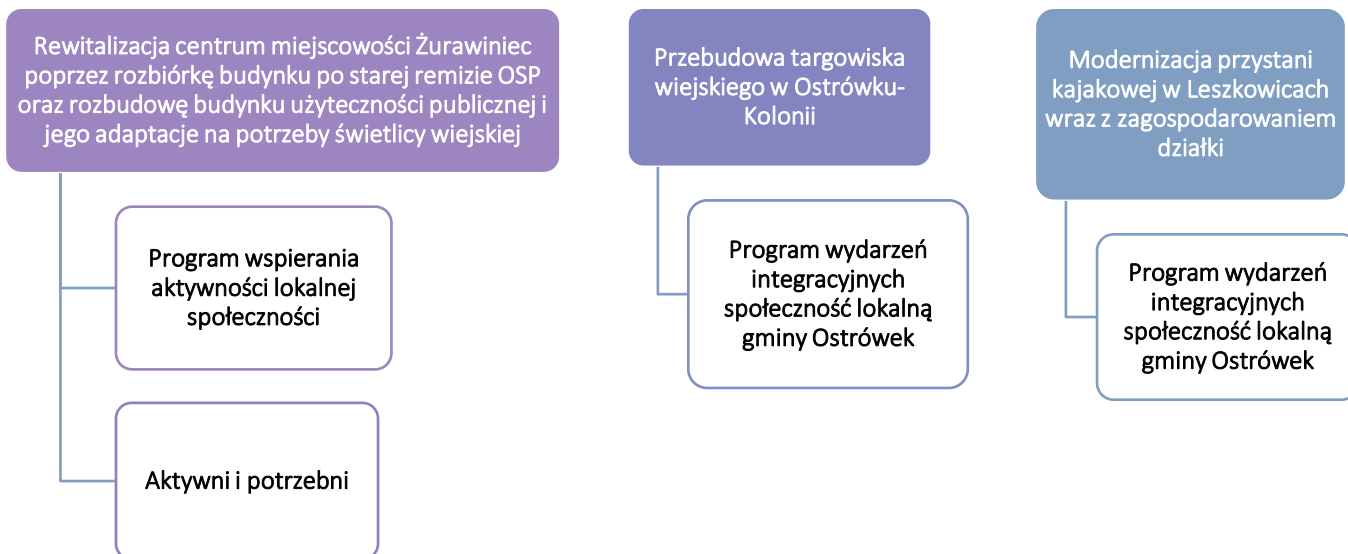 Rewitalizacja centrum miejscowości Żurawiniec
poprzez rozbiórkę budynku po starej remizie OSP
oraz rozbudowę budynku użyteczności publicznej i
jego adaptacje na potrzeby świetlicy wiejskiej
Program wspierania
aktywności lokalnej
społeczności
Aktywni i potrzebni
Przebudowa targowiska
wiejskiego w Ostrówku-
Kolonii
Program wydarzeń
integracyjnych
społeczność lokalną
gminy Ostrówek
Modernizacja przystani
kajakowej w Leszkowicach
wraz z zagospodarowaniem
działki
Program wydarzeń
integracyjnych
społeczność lokalną
gminy Ostrówek